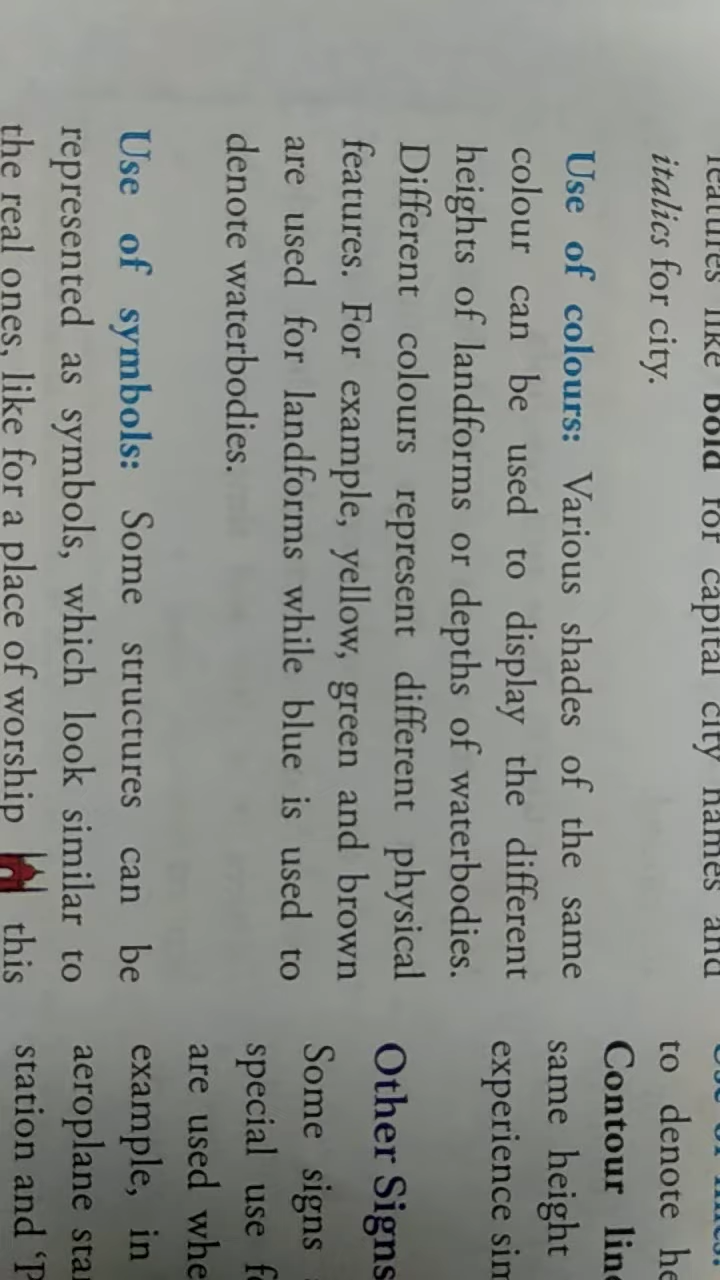 features like bold for capital city names and
italics for city.
Use of colours: Various shades of the same
colour can be used to display the different
heights of landforms or depths of waterbodies.
Different colours represent different physical
features. For example, yellow, green and brown
are used for landforms while blue is used to
denote waterbodies.
Use of symbols: Some structures can be
represented as symbols, which look similar to
the real ones, like for a place of worship this
to denote
Contour
same height
experience
Other Signs
Some signs
special use
are used
example, in
aeroplane
station and 'P